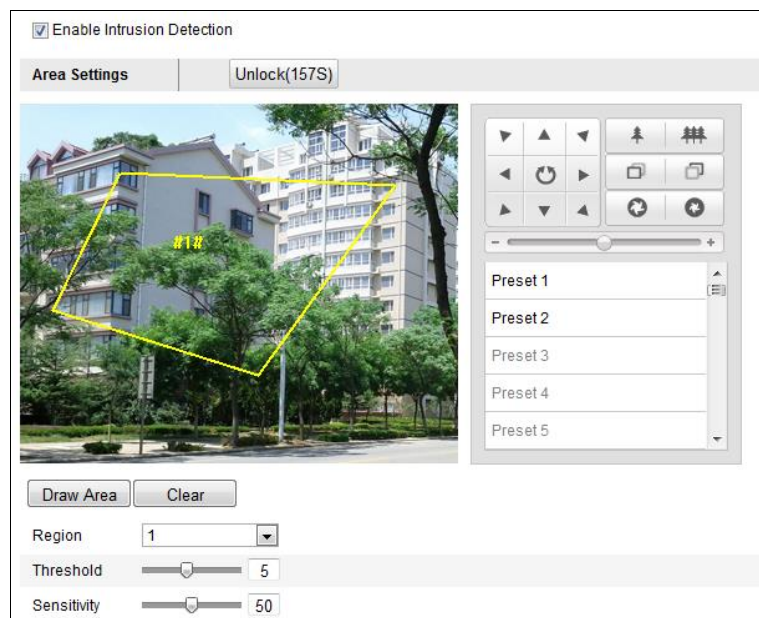 Enable Intrusion Detection
Area Settings
Unlock(157S)
#1#
- +
Preset 1
Preset 2
Preset 3
Preset 4
Preset 5
Draw Area Clear
Region 1
Threshold 5
Sensitivity 50